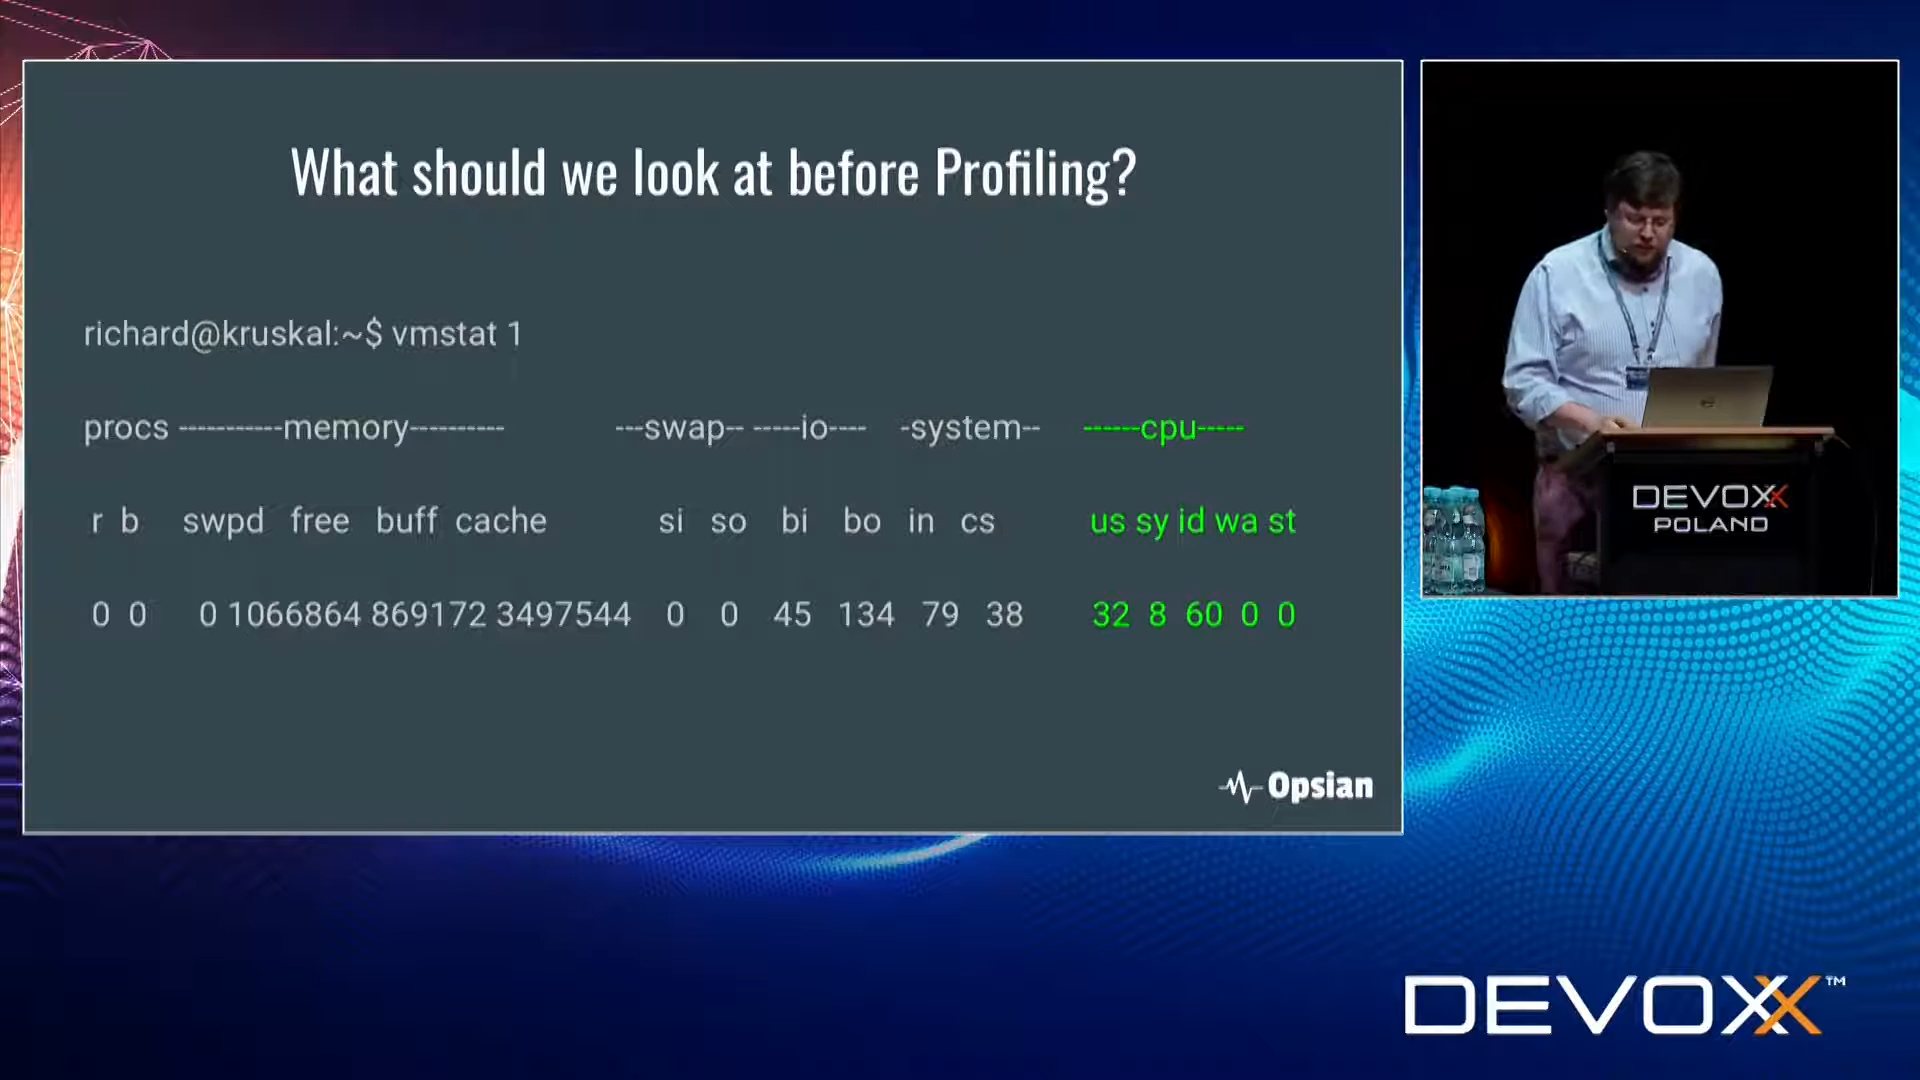 What should we look at before Profiling?
richard@kruskal:~$ vmstat 1
procs -----------memory---------- ---swap-- -----io---- -system-- ------cpu-----
r b swpd free buff cache si so bi bo in cs us sy id wa st
0 0 0 1066864 869172 3497544 0 0 45 134 79 38 32 8 60 0 0
Opsian
DEVOXX
POLAND
DEVOXX™